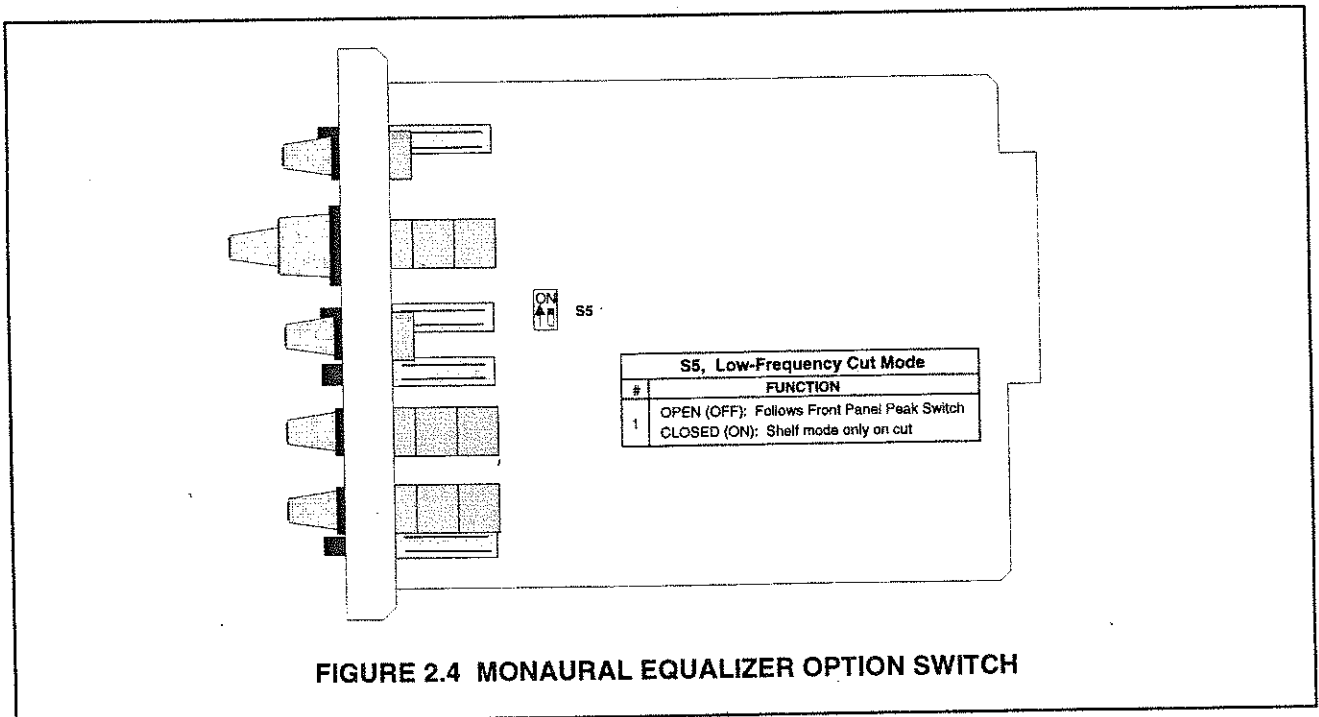 ON
S5
S5, Low-Frequency Cut Mode
# FUNCTION
1 OPEN (OFF): Follows Front Panel Peak Switch
CLOSED (ON): Shelf mode only on cut
FIGURE 2.4 MONAURAL EQUALIZER OPTION SWITCH